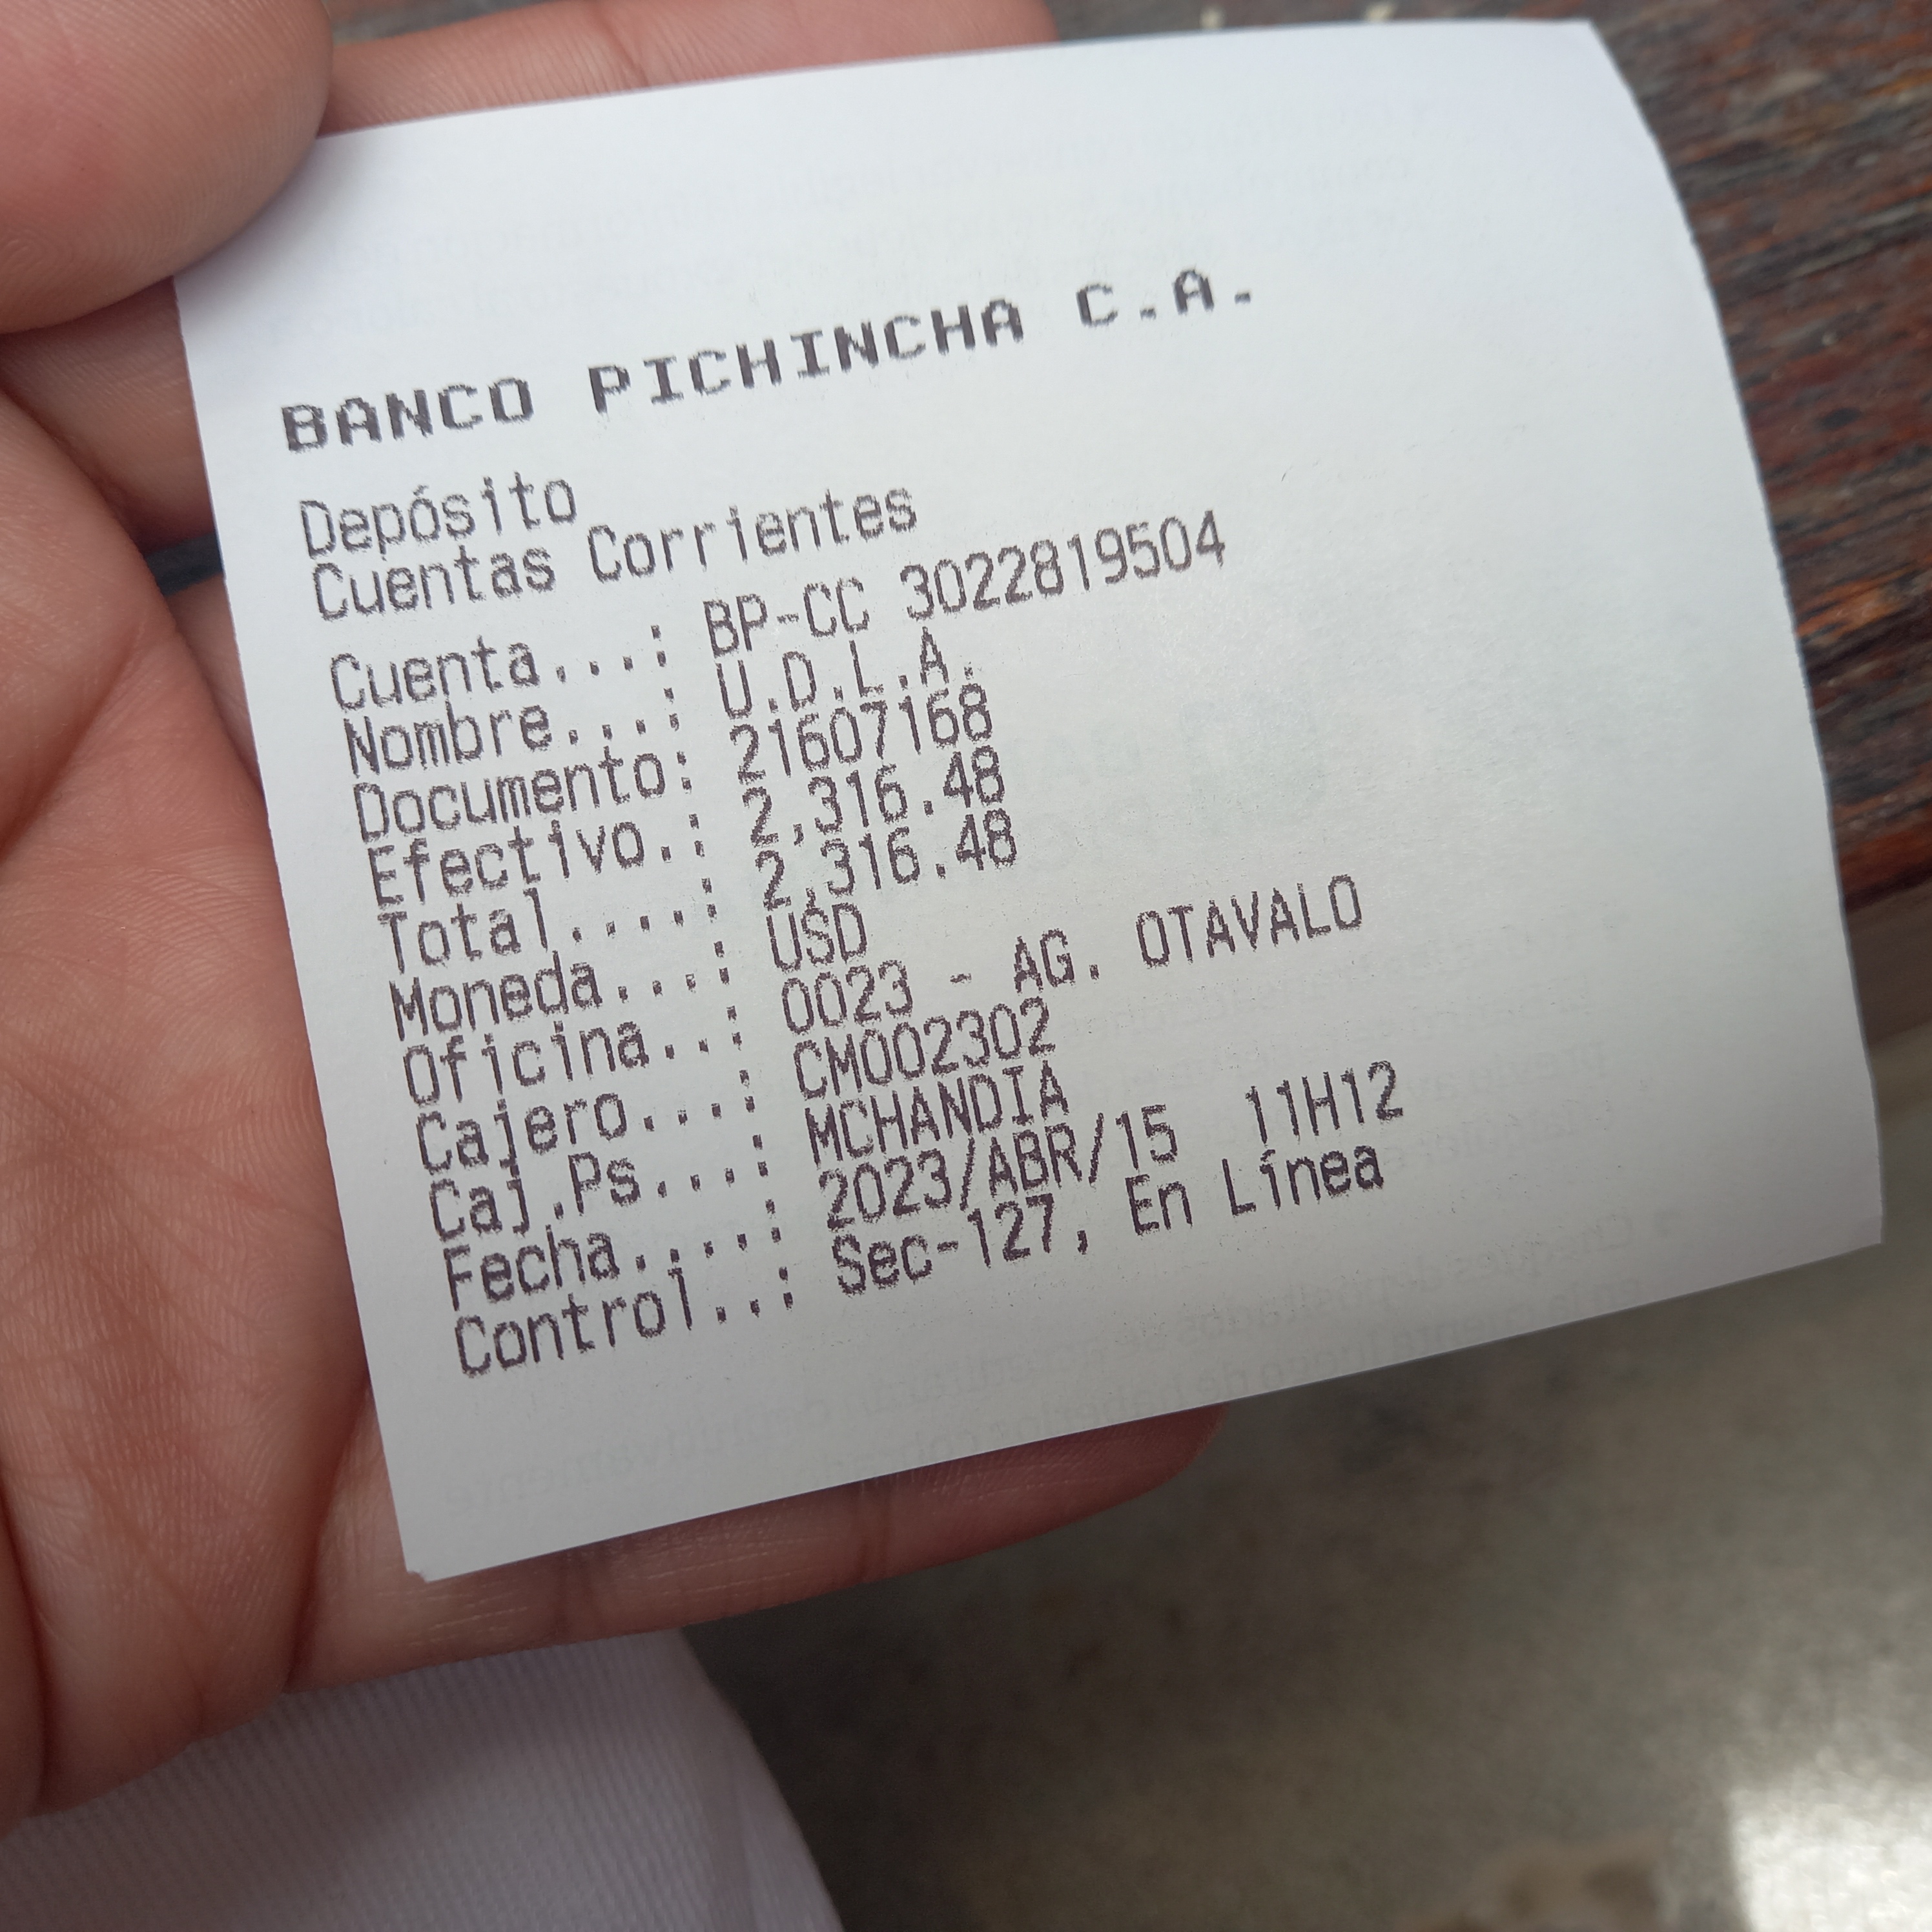 BANCO PICHINCHA C.A.
Depósito
Cuentas Corrientes
Cuenta...: BP-CC 3022819504
Nombre...: U.D.L.A.
Documento: 21607168
Efectivo.: 2,316.48
Total....: 2,316.48
Moneda...: USD
Oficina..: 0023 - AG. OTAVALO
Cajero...: CM002302
Caj.Ps...: MCHANDIA
Fecha....: 2023/ABR/15 11H12
Control..: Sec-127, En Línea